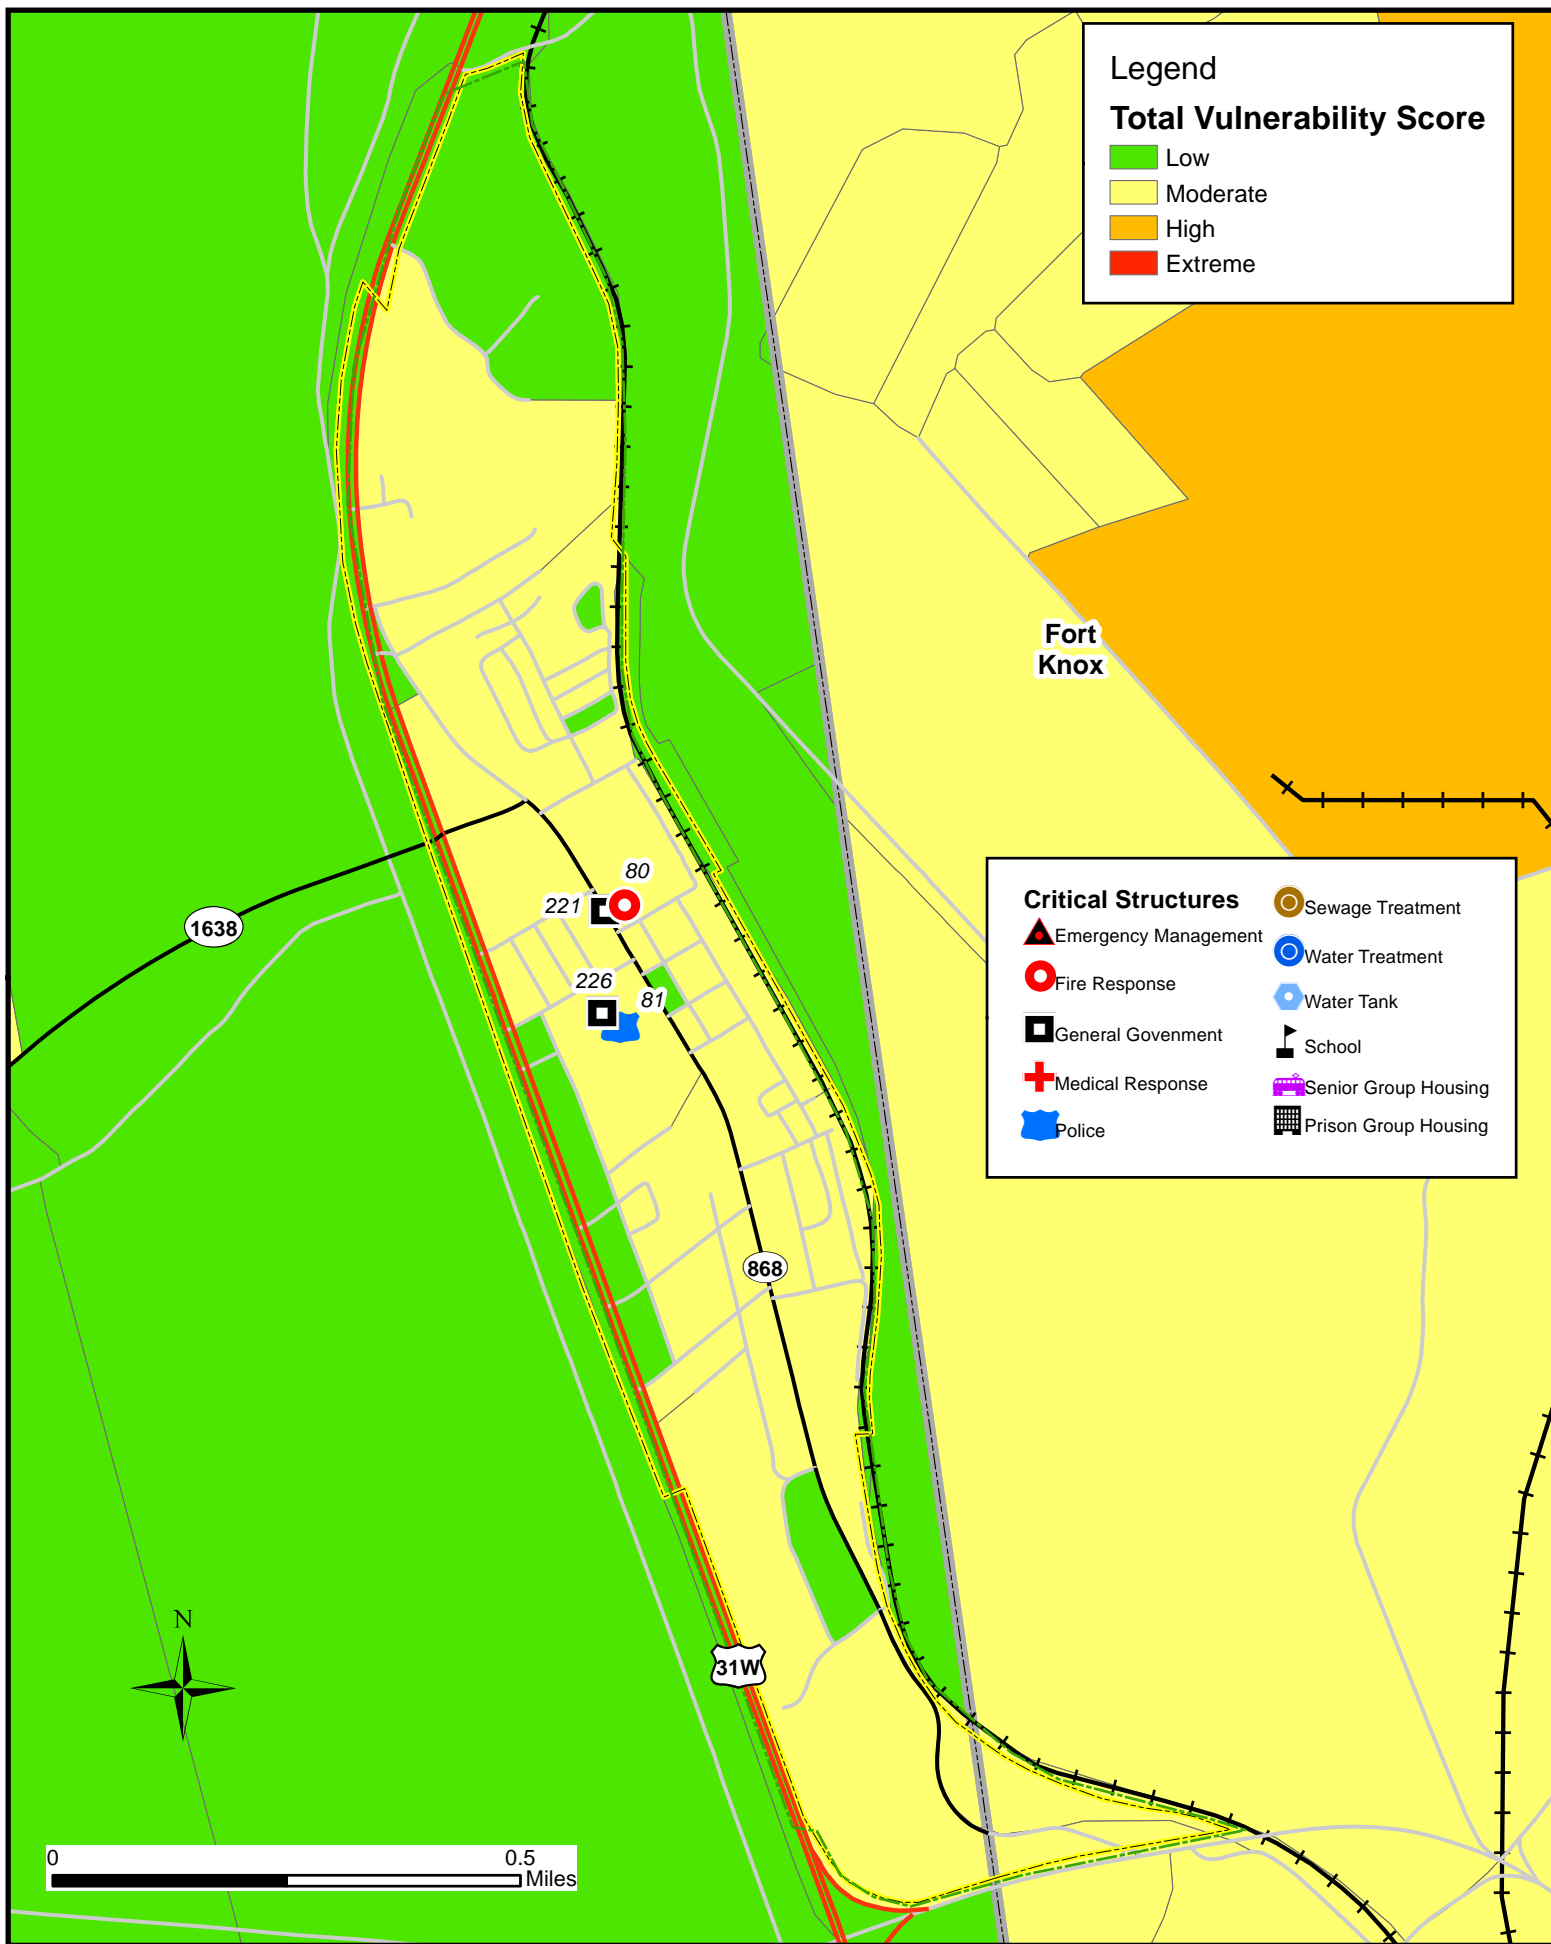 Legend
Total Vulnerability Score
Low
Moderate
High
Extreme
Fort
Knox
Critical Structures
Emergency Management
Fire Response
General Govenment
Medical Response
Police
Sewage Treatment
Water Treatment
Water Tank
School
Senior Group Housing
Prison Group Housing
80
221
1638
226
81
868
N
31W
0 0.5
Miles